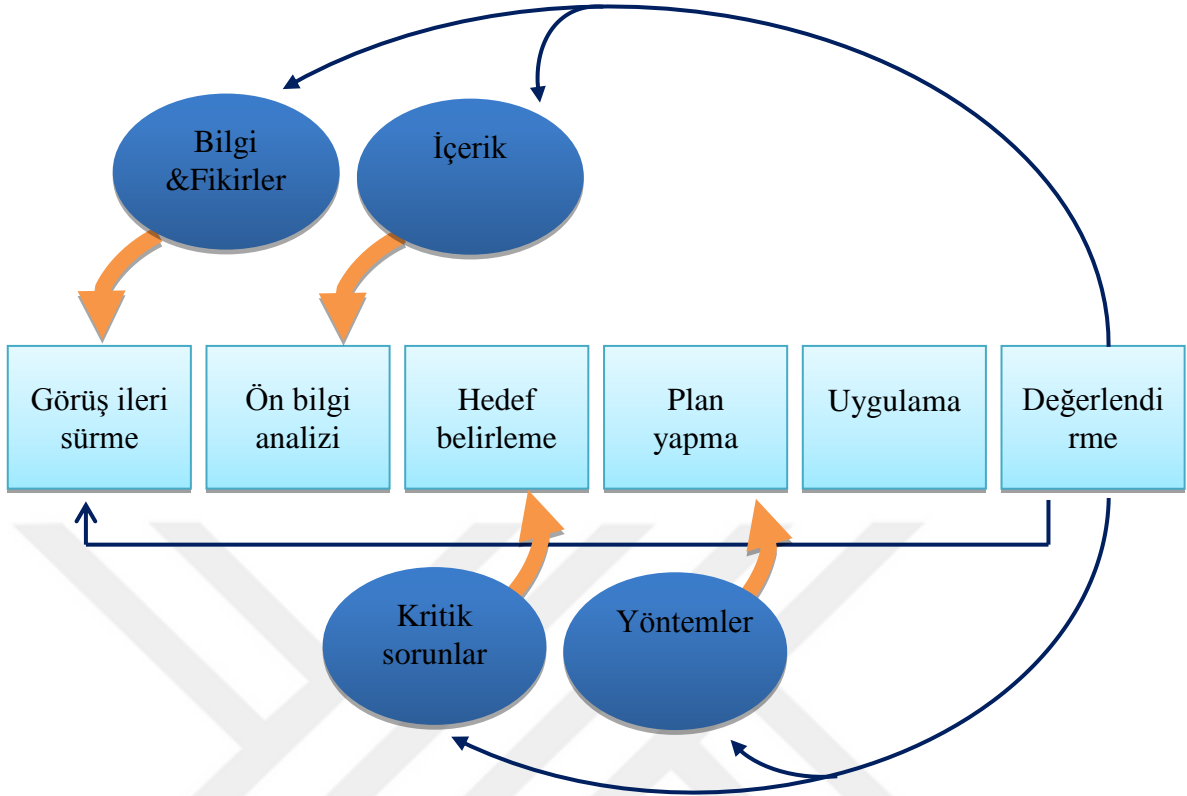 Bilgi
&Fikirler
İçerik
Görüş ileri
sürme
Ön bilgi
analizi
Hedef
belirleme
Plan
yapma
Uygulama
Değerlendi
rme
Kritik
sorunlar
Yöntemler